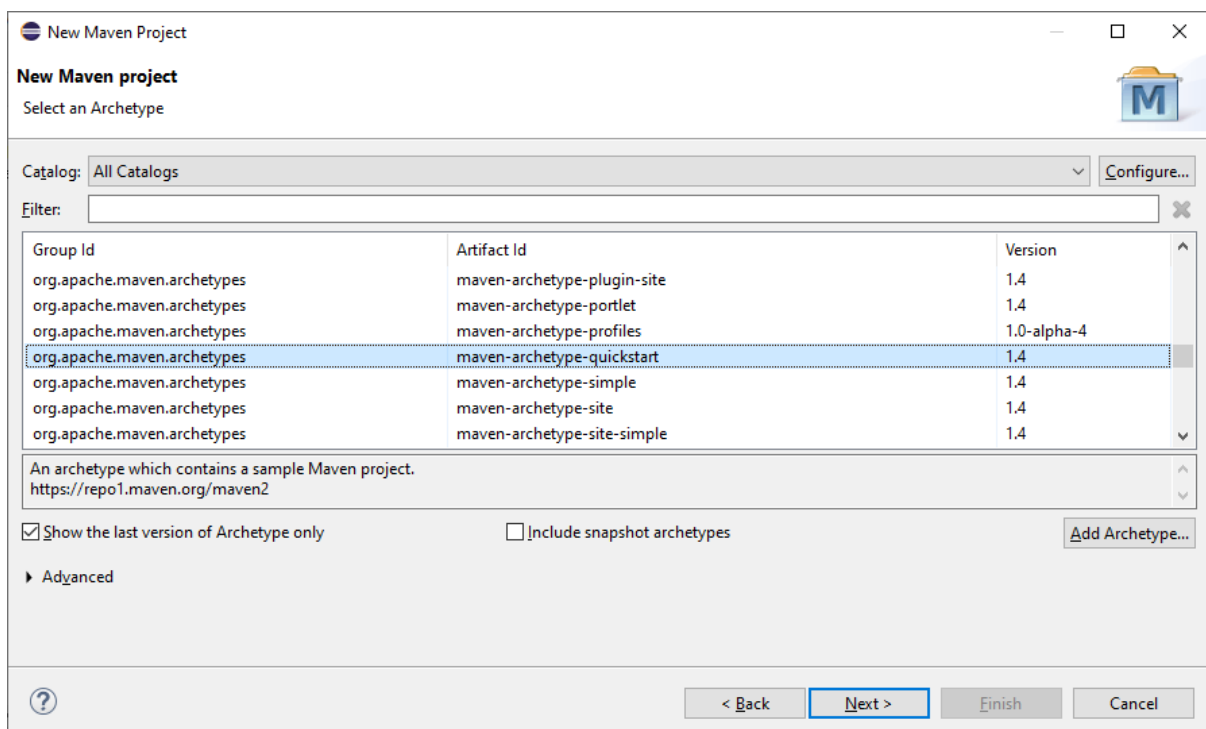 New Maven Project
New Maven project
Select an Archetype
M
Catalog: All Catalogs Configure...
Filter:
Group Id Artifact Id Version
org.apache.maven.archetypes maven-archetype-plugin-site 1.4
org.apache.maven.archetypes maven-archetype-portlet 1.4
org.apache.maven.archetypes maven-archetype-profiles 1.0-alpha-4
org.apache.maven.archetypes maven-archetype-quickstart 1.4
org.apache.maven.archetypes maven-archetype-simple 1.4
org.apache.maven.archetypes maven-archetype-site 1.4
org.apache.maven.archetypes maven-archetype-site-simple 1.4
An archetype which contains a sample Maven project.
https://repo1.maven.org/maven2
Show the last version of Archetype only Include snapshot archetypes Add Archetype...
Advanced
? < Back Next > Finish Cancel